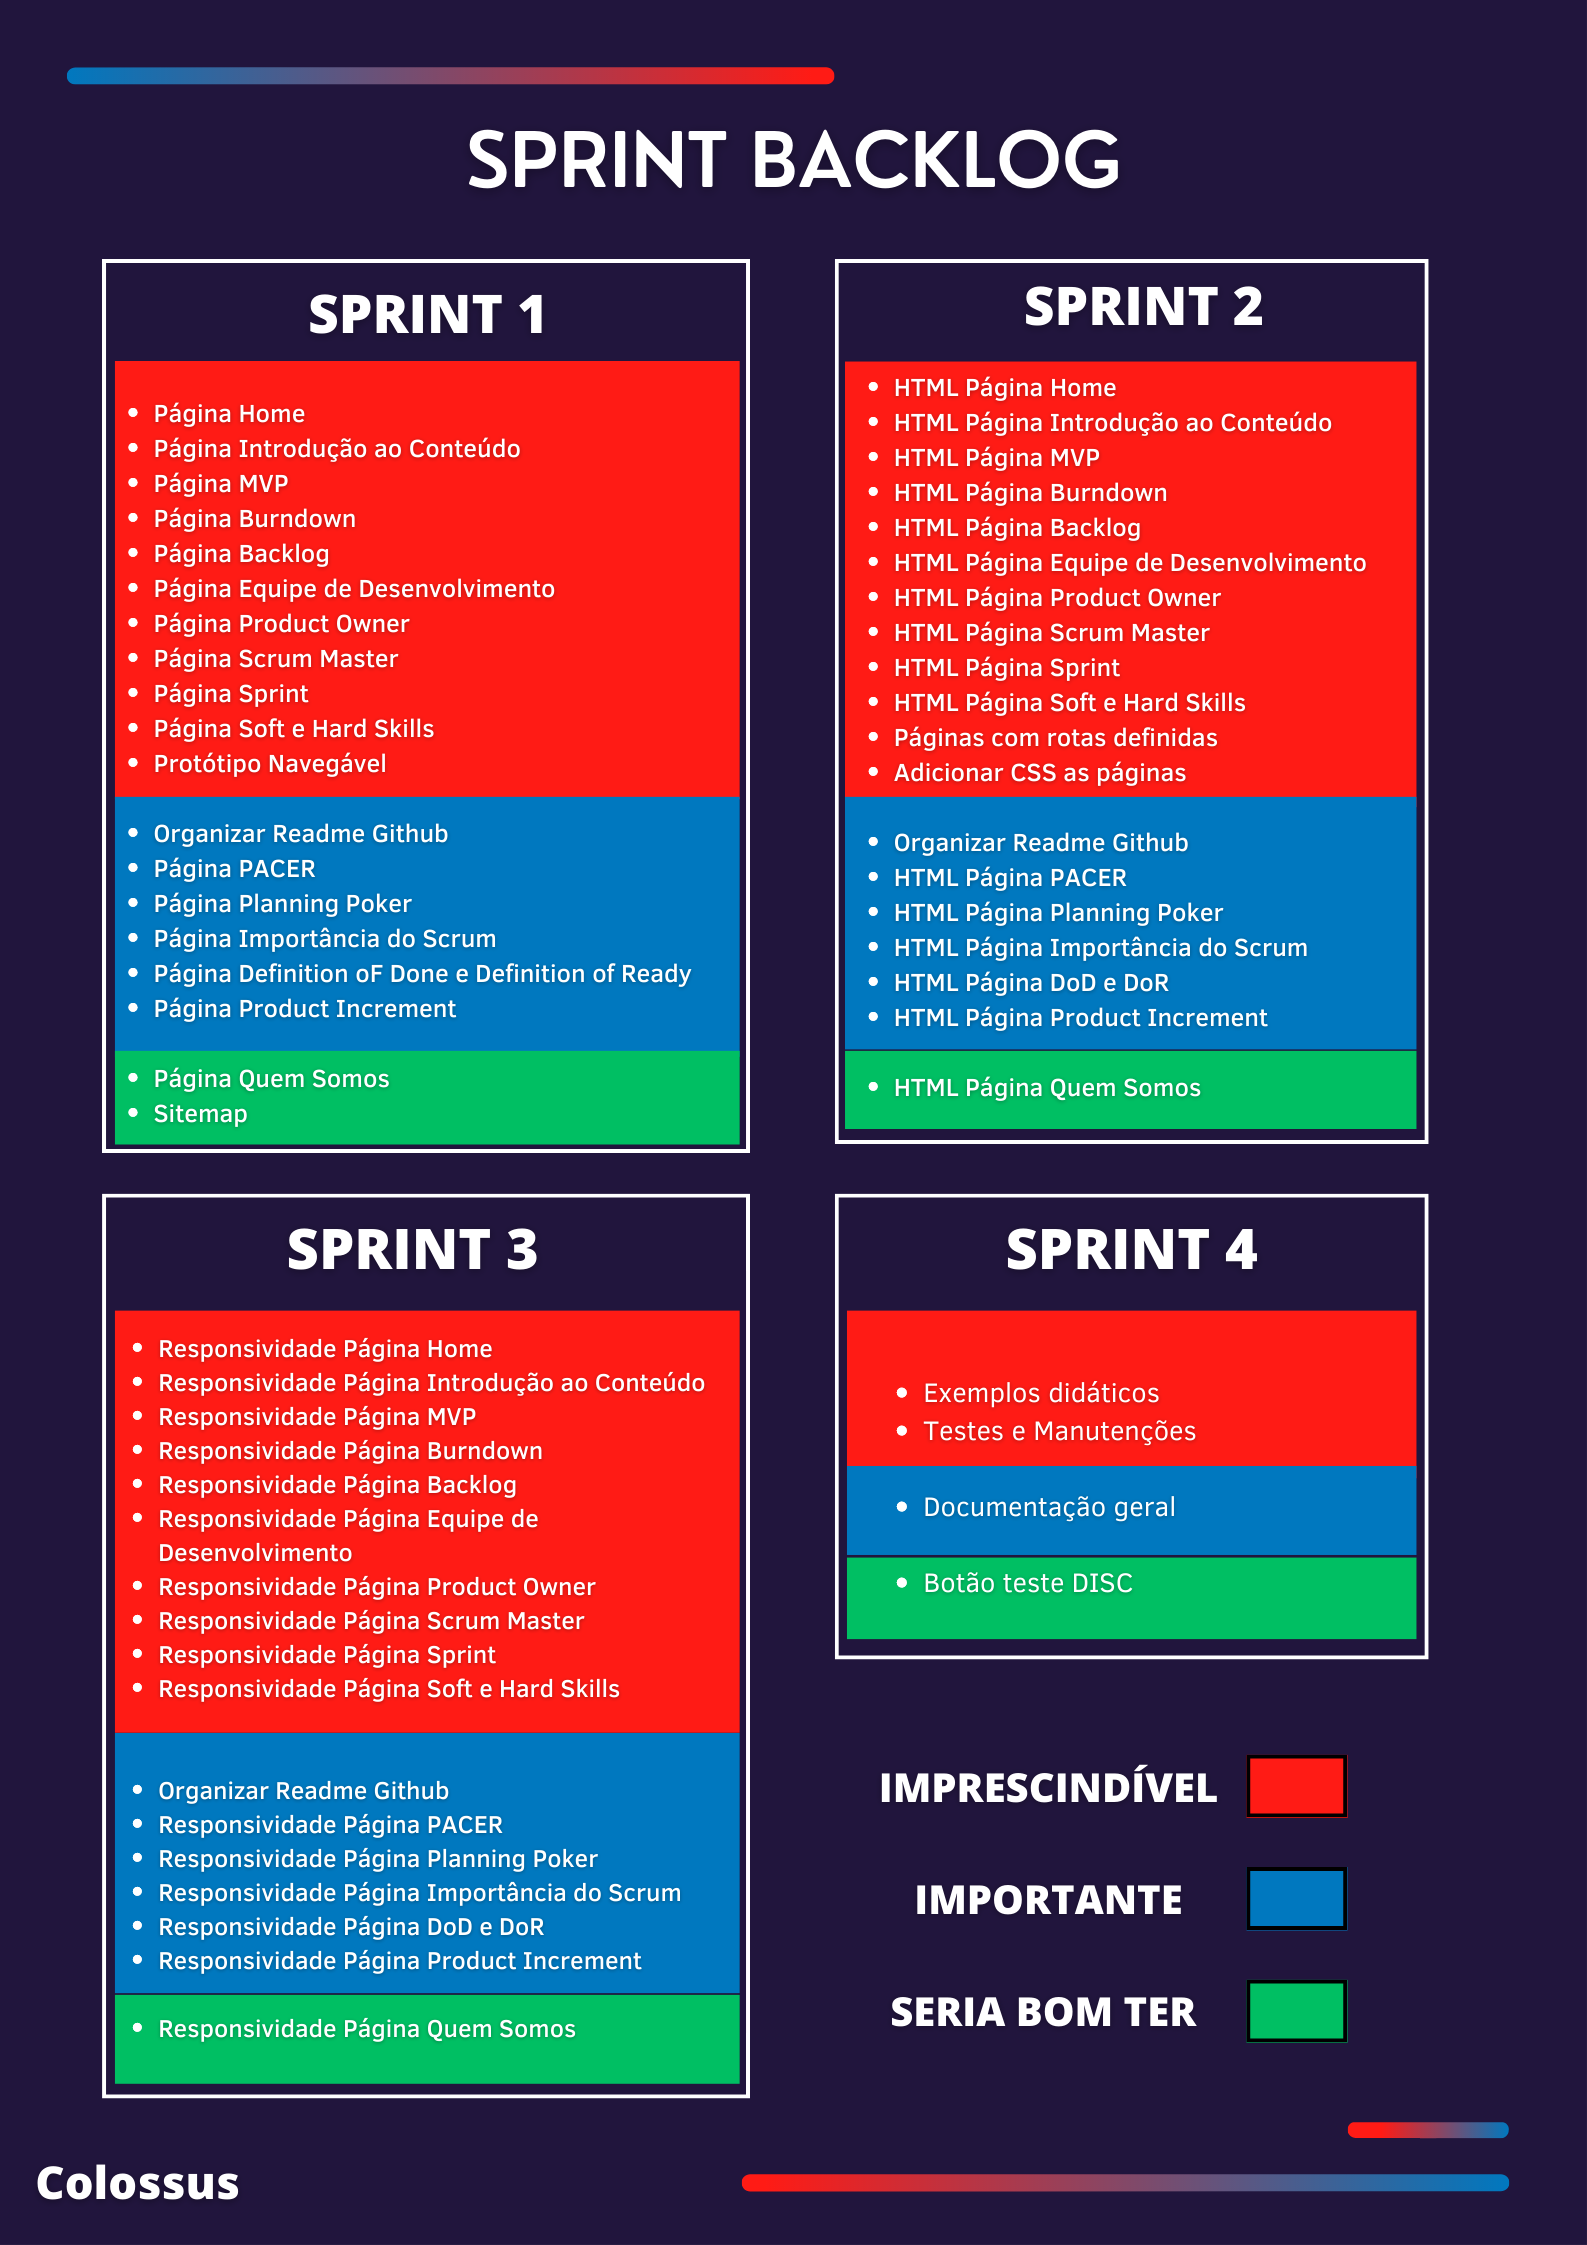 SPRINT BACKLOG
SPRINT 1
• Página Home
• Página Introdução ao Conteúdo
• Página MVP
• Página Burndown
• Página Backlog
• Página Equipe de Desenvolvimento
• Página Product Owner
• Página Scrum Master
• Página Sprint
• Página Soft e Hard Skills
• Protótipo Navegável
• Organizar Readme Github
• Página PACER
• Página Planning Poker
• Página Importância do Scrum
• Página Definition oF Done e Definition of Ready
• Página Product Increment
• Página Quem Somos
• Sitemap
SPRINT 2
• HTML Página Home
• HTML Página Introdução ao Conteúdo
• HTML Página MVP
• HTML Página Burndown
• HTML Página Backlog
• HTML Página Equipe de Desenvolvimento
• HTML Página Product Owner
• HTML Página Scrum Master
• HTML Página Sprint
• HTML Página Soft e Hard Skills
• Páginas com rotas definidas
• Adicionar CSS as páginas
• Organizar Readme Github
• HTML Página PACER
• HTML Página Planning Poker
• HTML Página Importância do Scrum
• HTML Página DoD e DoR
• HTML Página Product Increment
• HTML Página Quem Somos
SPRINT 3
• Responsividade Página Home
• Responsividade Página Introdução ao Conteúdo
• Responsividade Página MVP
• Responsividade Página Burndown
• Responsividade Página Backlog
• Responsividade Página Equipe de
Desenvolvimento
• Responsividade Página Product Owner
• Responsividade Página Scrum Master
• Responsividade Página Sprint
• Responsividade Página Soft e Hard Skills
• Organizar Readme Github
• Responsividade Página PACER
• Responsividade Página Planning Poker
• Responsividade Página Importância do Scrum
• Responsividade Página DoD e DoR
• Responsividade Página Product Increment
• Responsividade Página Quem Somos
SPRINT 4
• Exemplos didáticos
• Testes e Manutenções
• Documentação geral
• Botão teste DISC
IMPRESCINDÍVEL
IMPORTANTE
SERIA BOM TER
Colossus